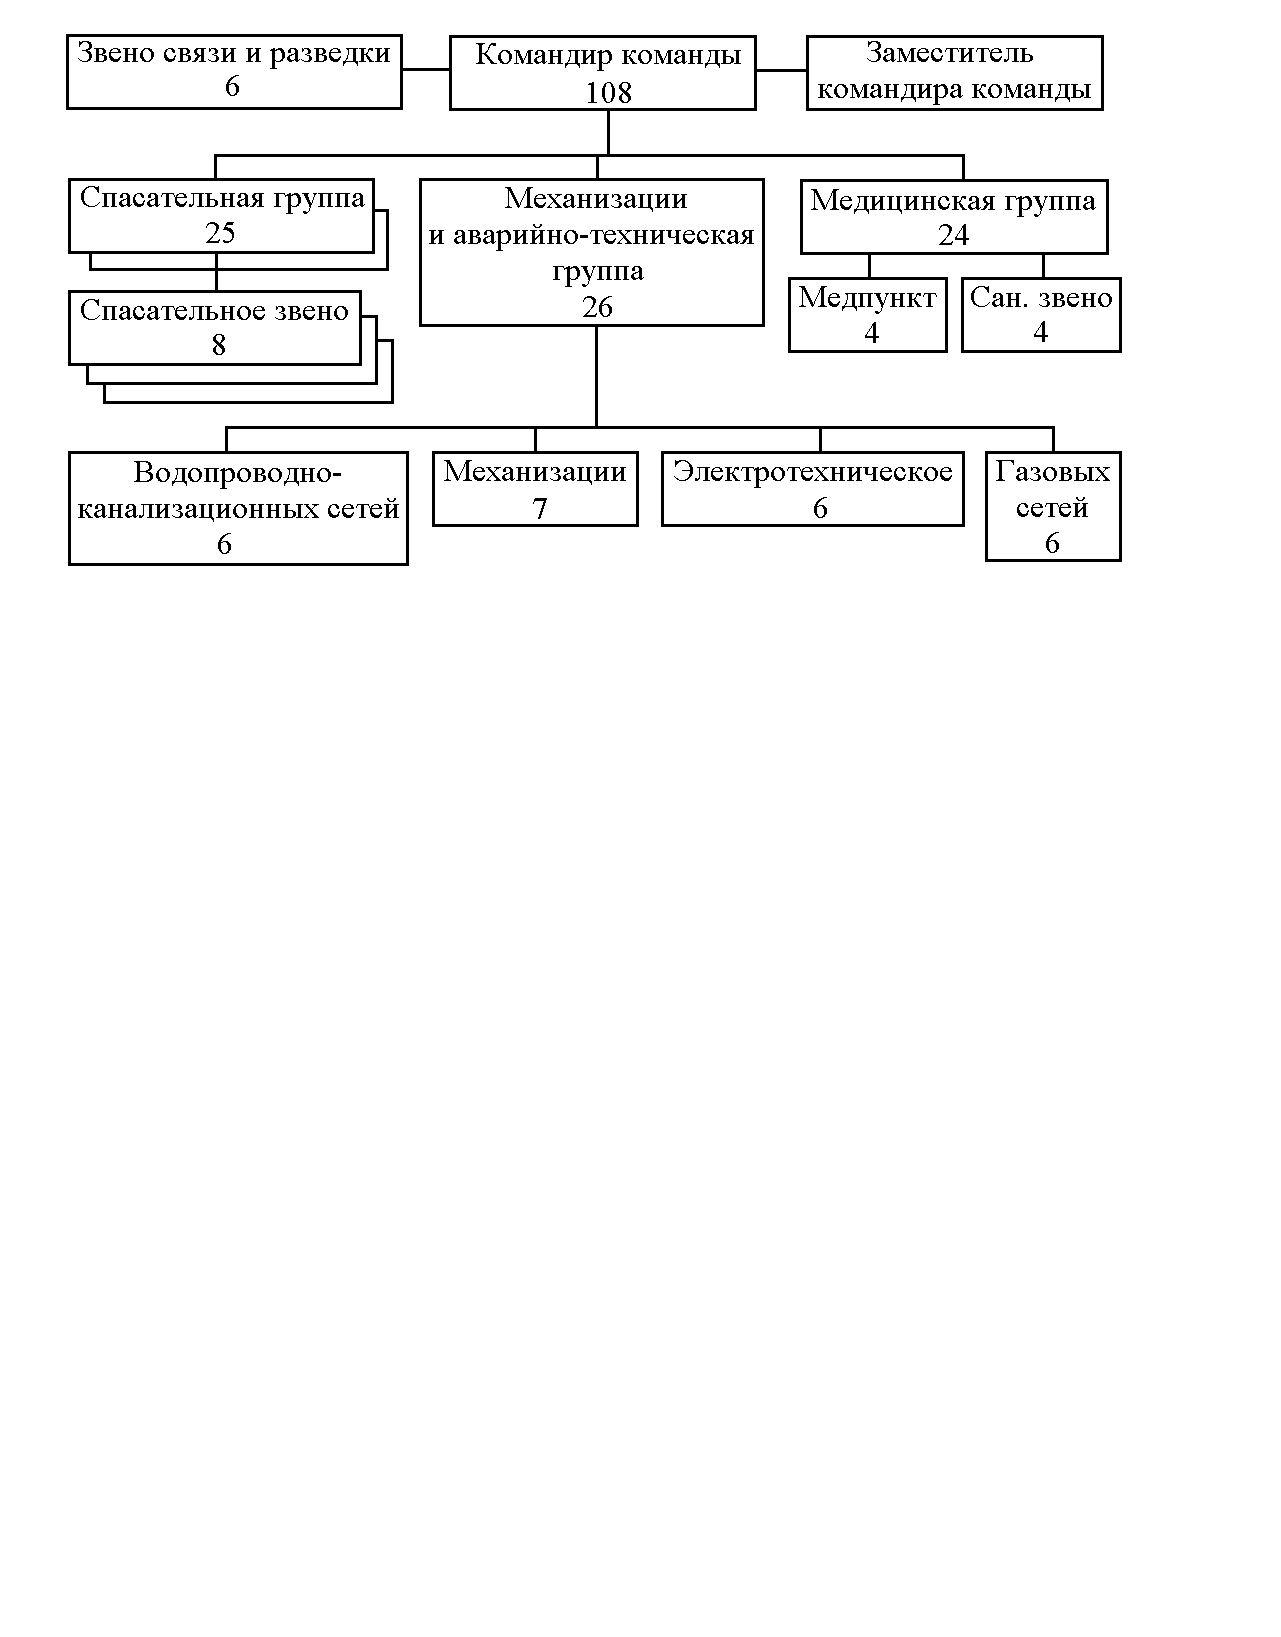 Звено связи и разведки
6
Командир команды
108
Заместитель
командира команды
Спасательная группа
25
Механизации
и аварийно-техническая
группа
26
Медицинская группа
24
Спасательное звено
8
Медпункт
4
Сан. звено
4
Водопроводно-
канализационных сетей
6
Механизации
7
Электротехническое
6
Газовых
сетей
6